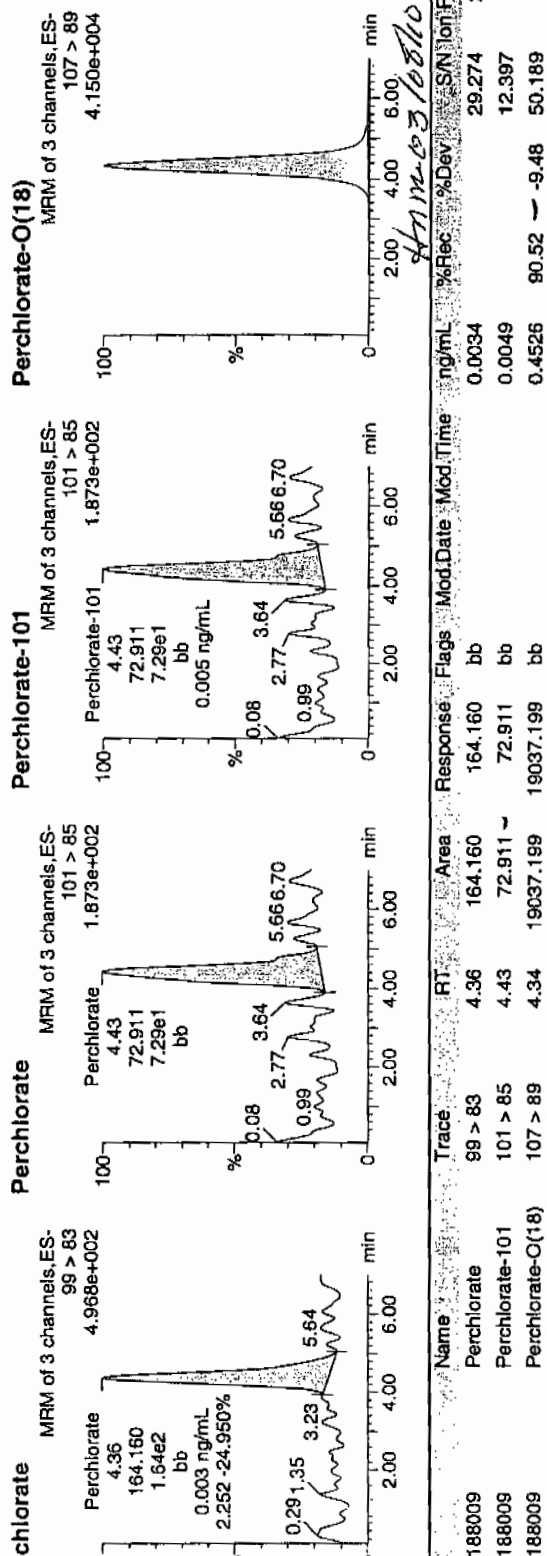 chlorate
MRM of 3 channels,ES-
99 > 83
4.968e+002
Perchlorate
4.36
164.160
1.64e2
bb
0.003 ng/mL
2.252 -24.950%
0.29
1.35
3.23
5.64
2.00
4.00
6.00
min
Perchlorate
MRM of 3 channels,ES-
101 > 85
1.873e+002
100
%
0
Perchlorate
4.43
72.911
7.29e1
bb
0.08
0.99
2.77
3.64
5.66
6.70
2.00
4.00
6.00
min
Perchlorate-101
MRM of 3 channels,ES-
101 > 85
1.873e+002
100
%
0
Perchlorate-101
4.43
72.911
7.29e1
bb
0.005 ng/mL
0.08
0.99
2.77
3.64
5.66
6.70
2.00
4.00
6.00
min
Perchlorate-O(18)
MRM of 3 channels,ES-
107 > 89
4.150e+004
100
%
0
2.00
4.00
6.00
min
03/08/10
Name Trace RT Area Response Flags Mod.Date Mod.Time ng/mL %Rec %Dev S/N Ion
188009 Perchlorate 99 > 83 4.36 164.160 164.160 bb 0.0034 29.274
188009 Perchlorate-101 101 > 85 4.43 72.911 72.911 bb 0.0049 12.397
188009 Perchlorate-O(18) 107 > 89 4.34 19037.199 19037.199 bb 0.4526 90.52 -9.48 50.189